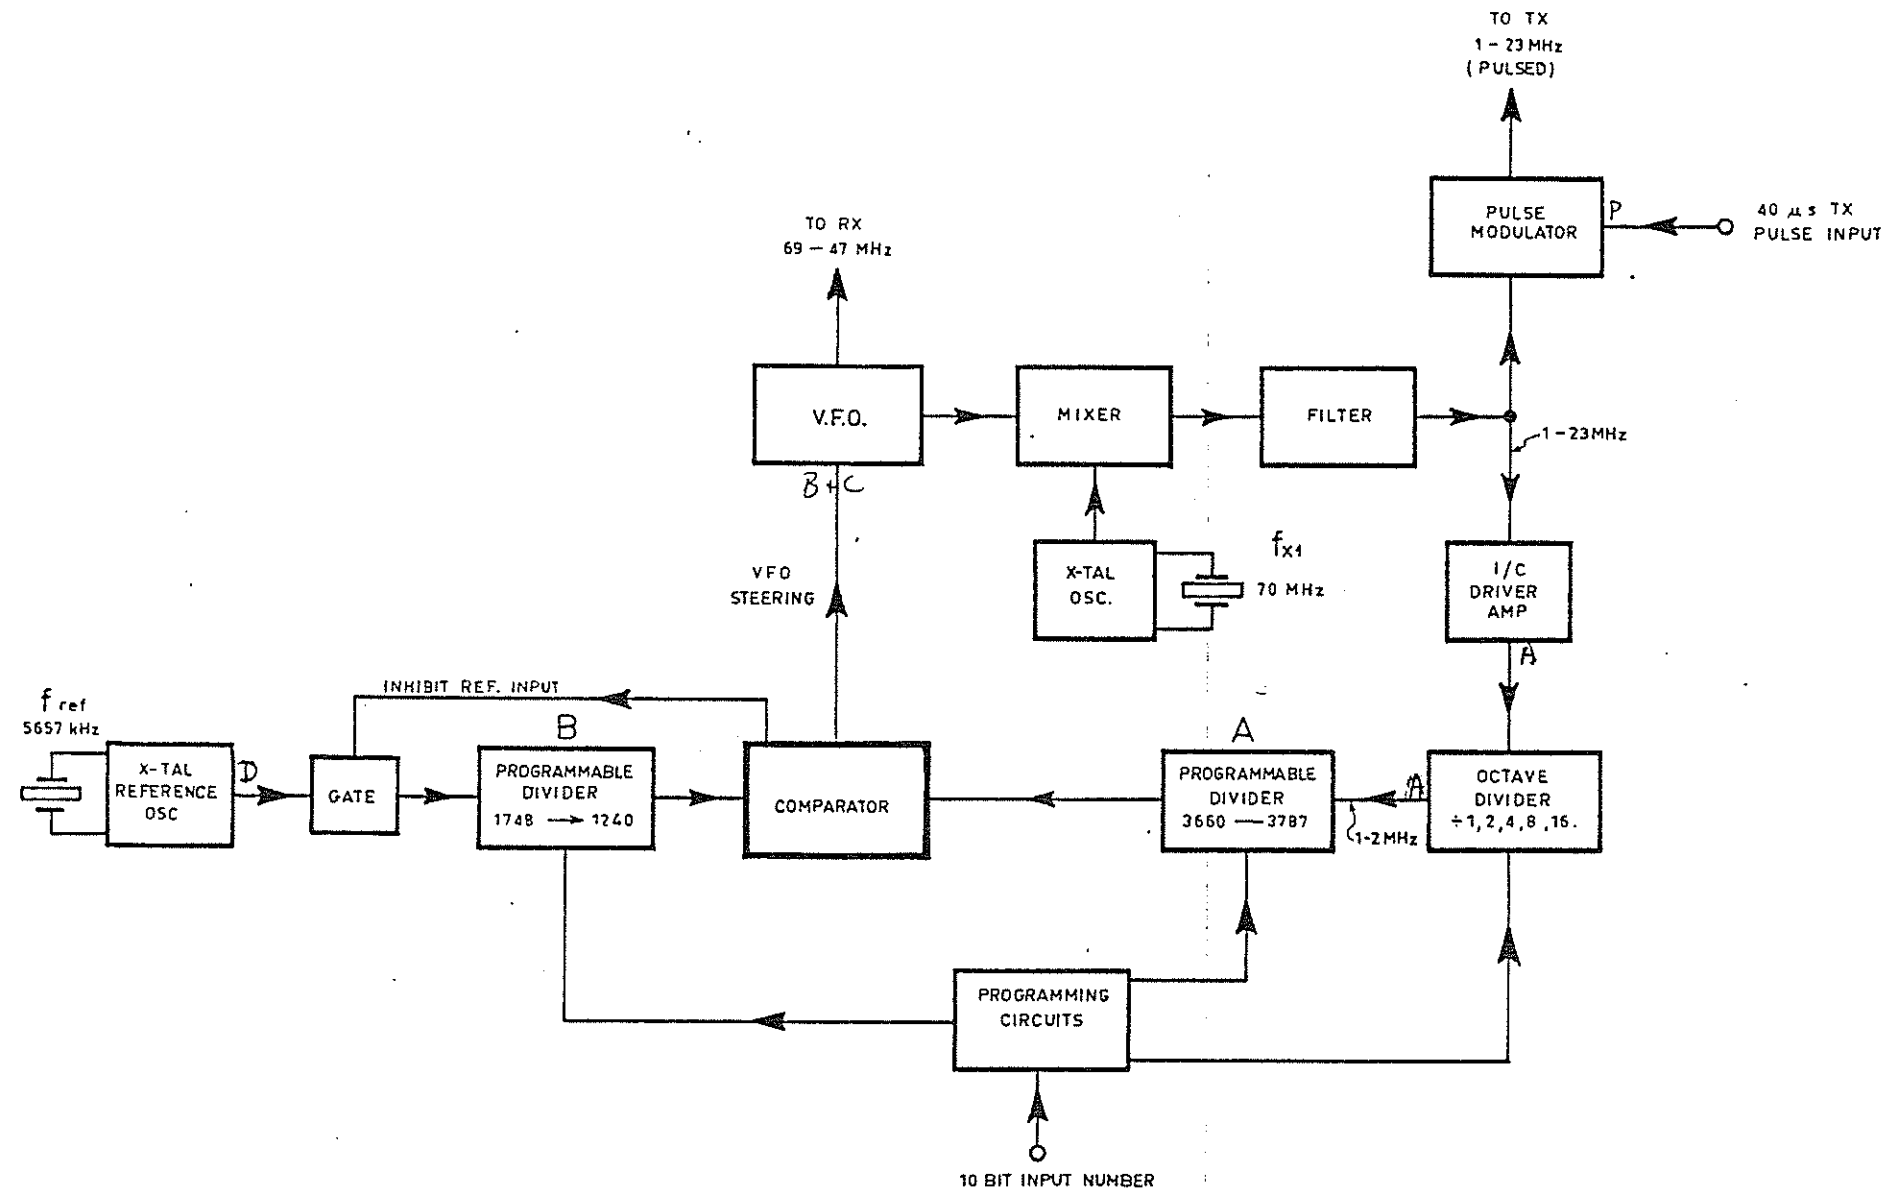 TO TX
1 - 23 MHz
( PULSED)
PULSE
MODULATOR
P
40 μs TX
PULSE INPUT
TO RX
69 — 47 MHz
V.F.O.
MIXER
FILTER
1 - 23MHz
B + C
VFO
STEERING
X-TAL
OSC.
fx1
70 MHz
I/C
DRIVER
AMP
A
INHIBIT REF. INPUT
f ref
5657 kHz
X-TAL
REFERENCE
OSC
D
GATE
B
PROGRAMMABLE
DIVIDER
1748 → 1240
COMPARATOR
A
PROGRAMMABLE
DIVIDER
3660 — 3787
A
1-2MHz
OCTAVE
DIVIDER
÷1,2,4,8,16.
PROGRAMMING
CIRCUITS
10 BIT INPUT NUMBER